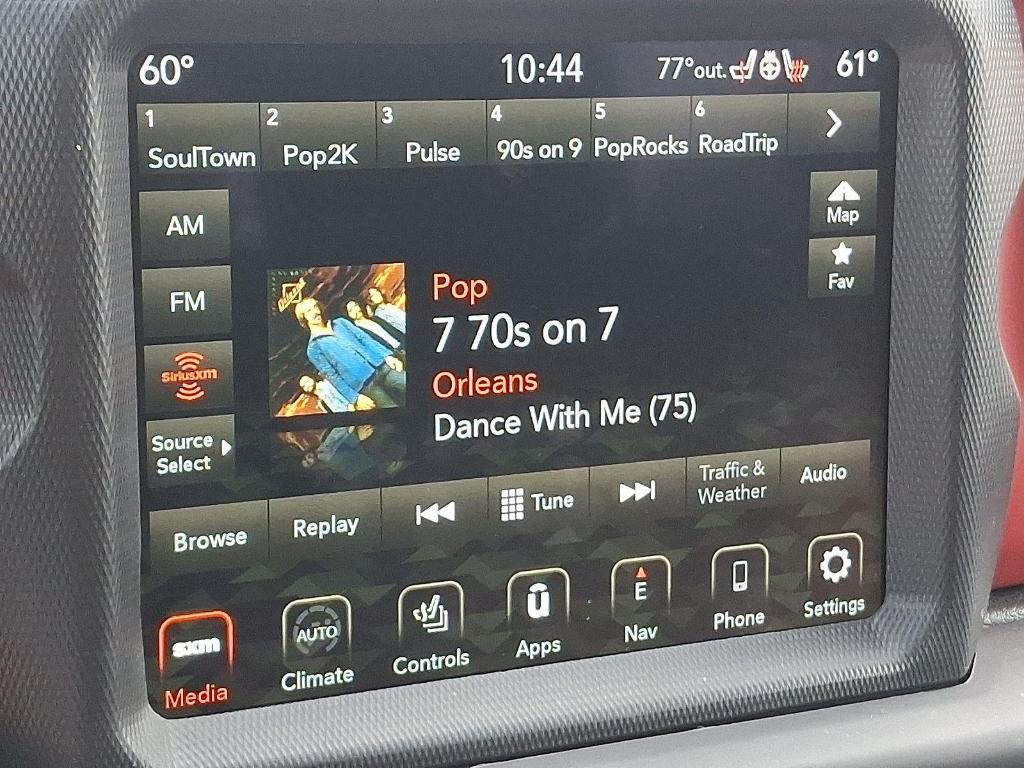 60° 10:44 77°out. 61°
1 2 3 4 5 6
SoulTown Pop2K Pulse 90s on 9 PopRocks RoadTrip
AM
Map
FM
Fav
Orleans
Pop
7 70s on 7
Orleans
Dance With Me (75)
SiriusXm
Source
Select
Browse
Replay
Tune
Traffic &
Weather
Audio
sxm
Media
AUTO
Climate
Controls
û
Apps
E
Nav
Phone
Settings